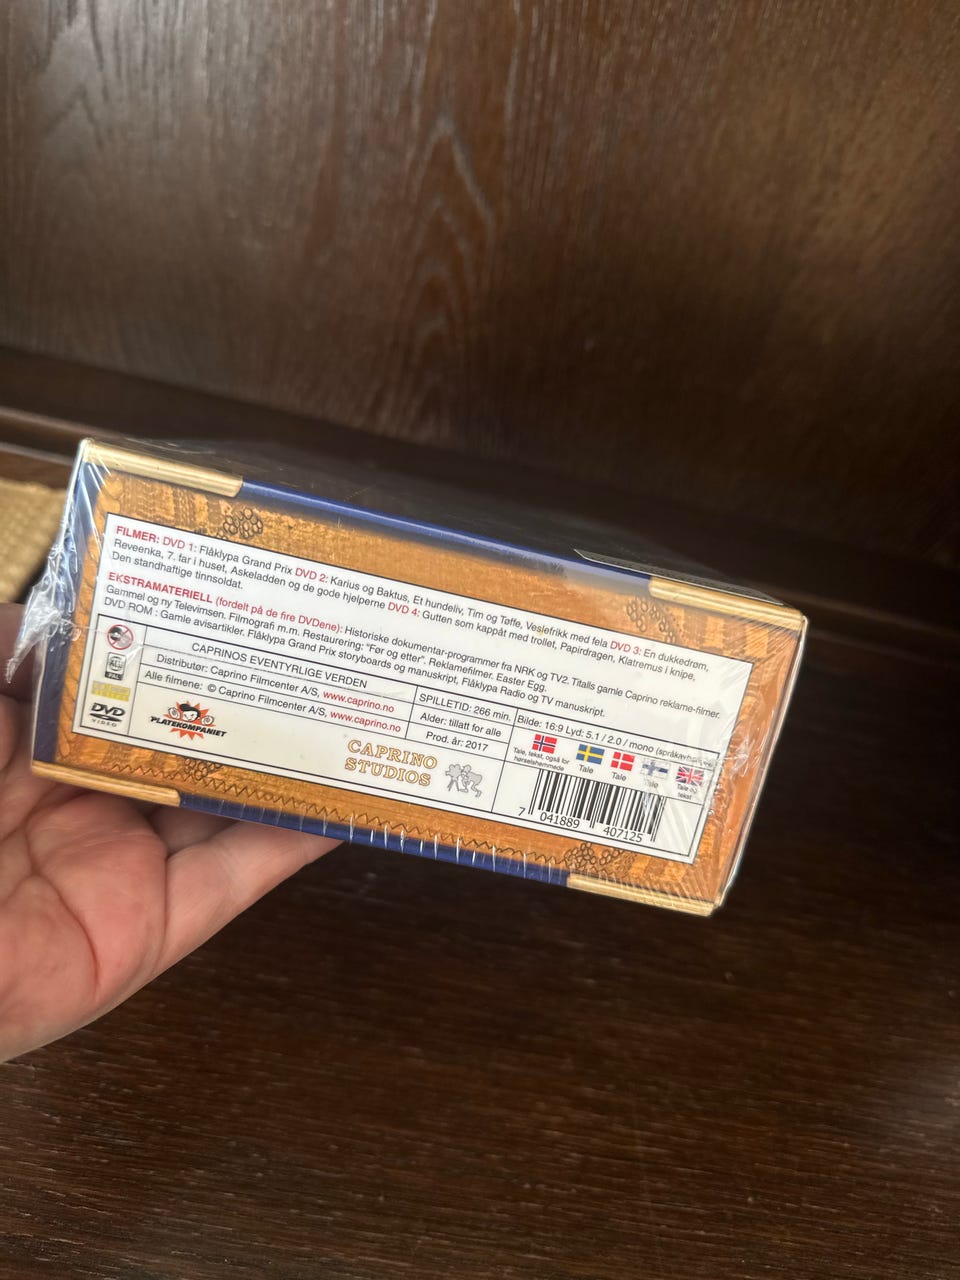 FILMER: DVD 1: Flåklypa Grand Prix DVD 2: Karius og Baktus, Et hundeliv, Tim og Tøffe, Veslefrikk med fela DVD 3: En dukkedrøm,
Reveenka, 7. far i huset, Askeladden og de gode hjelperne DVD 4: Gutten som kappåt med trollet, Papirdragen, Klatremus i knipe,
Den standhaftige tinnsoldat.
EKSTRAMATERIELL (fordelt på de fire DVDene): Historiske dokumentar-programmer fra NRK og TV2. Titalls gamle Caprino reklame-filmer.
Gammel og ny Televimsen. Filmografi m.m. Restaurering: "Før og etter". Reklamefilmer. Easter Egg.
DVD ROM : Gamle avisartikler. Flåklypa Grand Prix storyboards og manuskript, Flåklypa Radio og TV manuskript.
CAPRINOS EVENTYRLIGE VERDEN
Distributør: Caprino Filmcenter A/S, www.caprino.no
Alle filmene: © Caprino Filmcenter A/S, www.caprino.no
SPILLETID: 266 min.
Alder: tillatt for alle
Prod. år: 2017
Bilde: 16:9 Lyd: 5.1 / 2.0 / mono
Tale, tekst, også for
hørselshemmede
Tale
Tale
Tale
Tale og
tekst
ALL
PAL
DVD
VIDEO
PLATEKOMPANIET
CAPRINO
STUDIOS
7 041889 407125